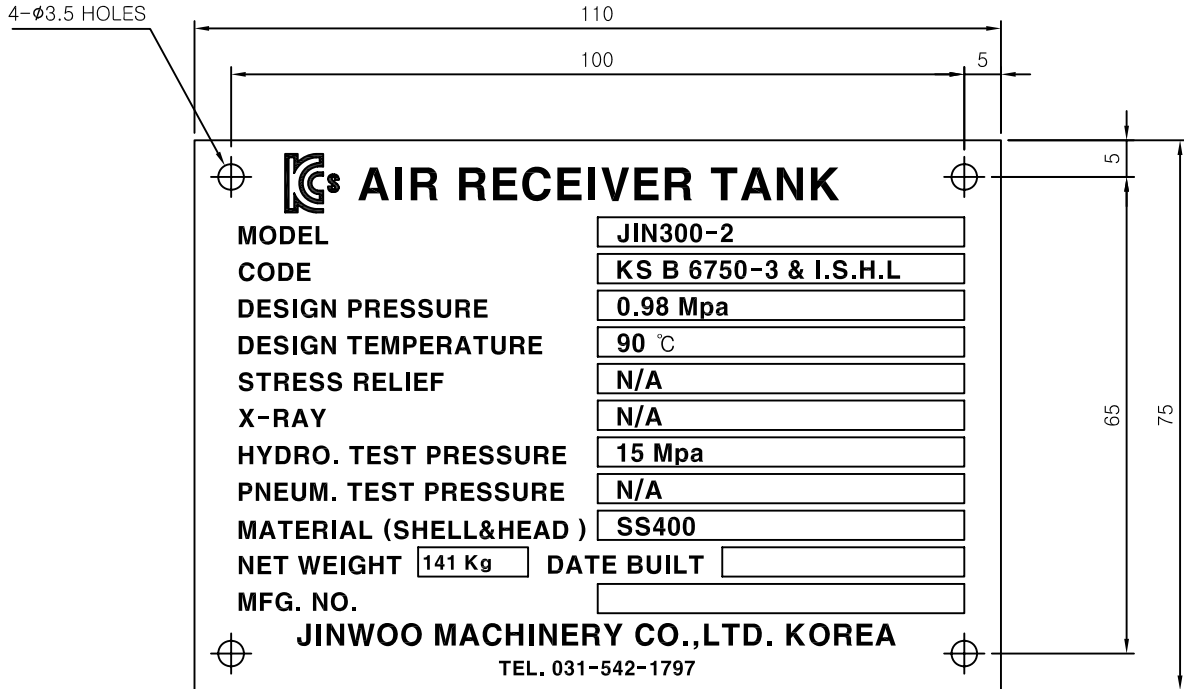 4-φ3.5 HOLES
110
100
5
5
65
75
KCs AIR RECEIVER TANK
MODEL JIN300-2
CODE KS B 6750-3 & I.S.H.L
DESIGN PRESSURE 0.98 Mpa
DESIGN TEMPERATURE 90 ℃
STRESS RELIEF N/A
X-RAY N/A
HYDRO. TEST PRESSURE 15 Mpa
PNEUM. TEST PRESSURE N/A
MATERIAL (SHELL&HEAD ) SS400
NET WEIGHT 141 Kg DATE BUILT
MFG. NO.
JINWOO MACHINERY CO.,LTD. KOREA
TEL. 031-542-1797